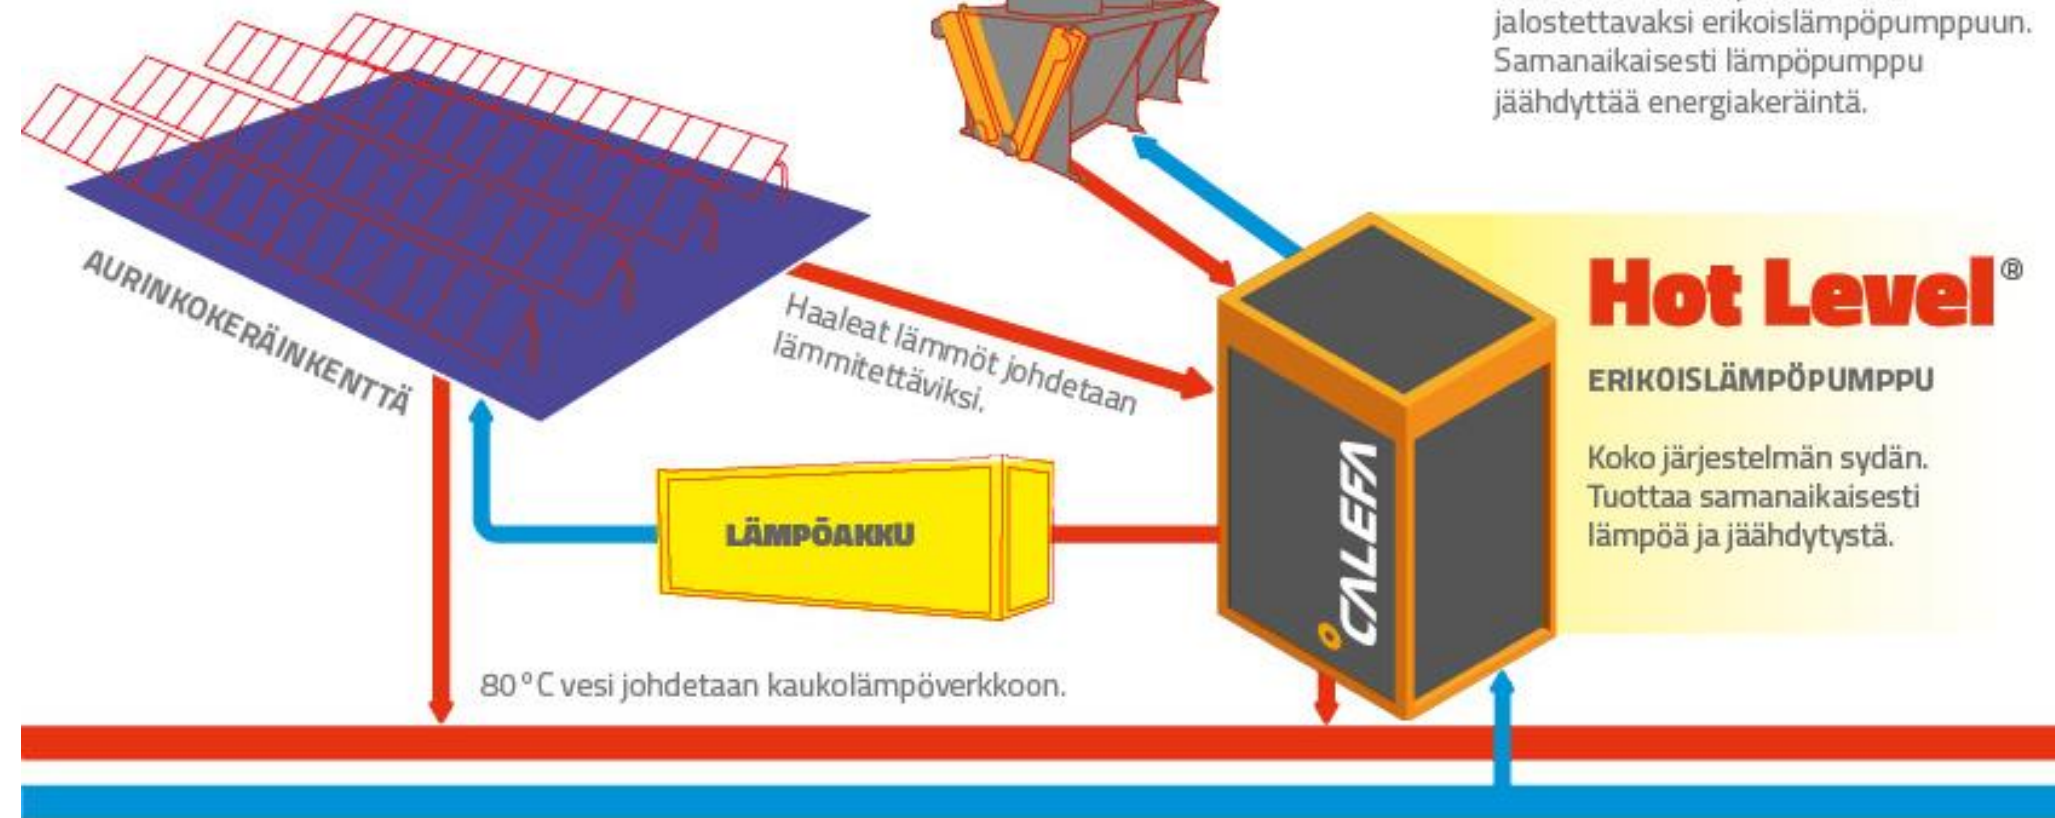 jalostettavaksi erikoislämpöpumppuun.
Samanaikaisesti lämpöpumppu
jäähdyttää energiakeräintä.
AURINKOKERÄINKENTTÄ
Haaleat lämmöt johdetaan
lämmitettäviksi.
Hot Level®
ERIKOISLÄMPÖPUMPPU
Koko järjestelmän sydän.
Tuottaa samanaikaisesti
lämpöä ja jäähdytystä.
LÄMPÖAKKU
CALEFA
80 °C vesi johdetaan kaukolämpöverkkoon.